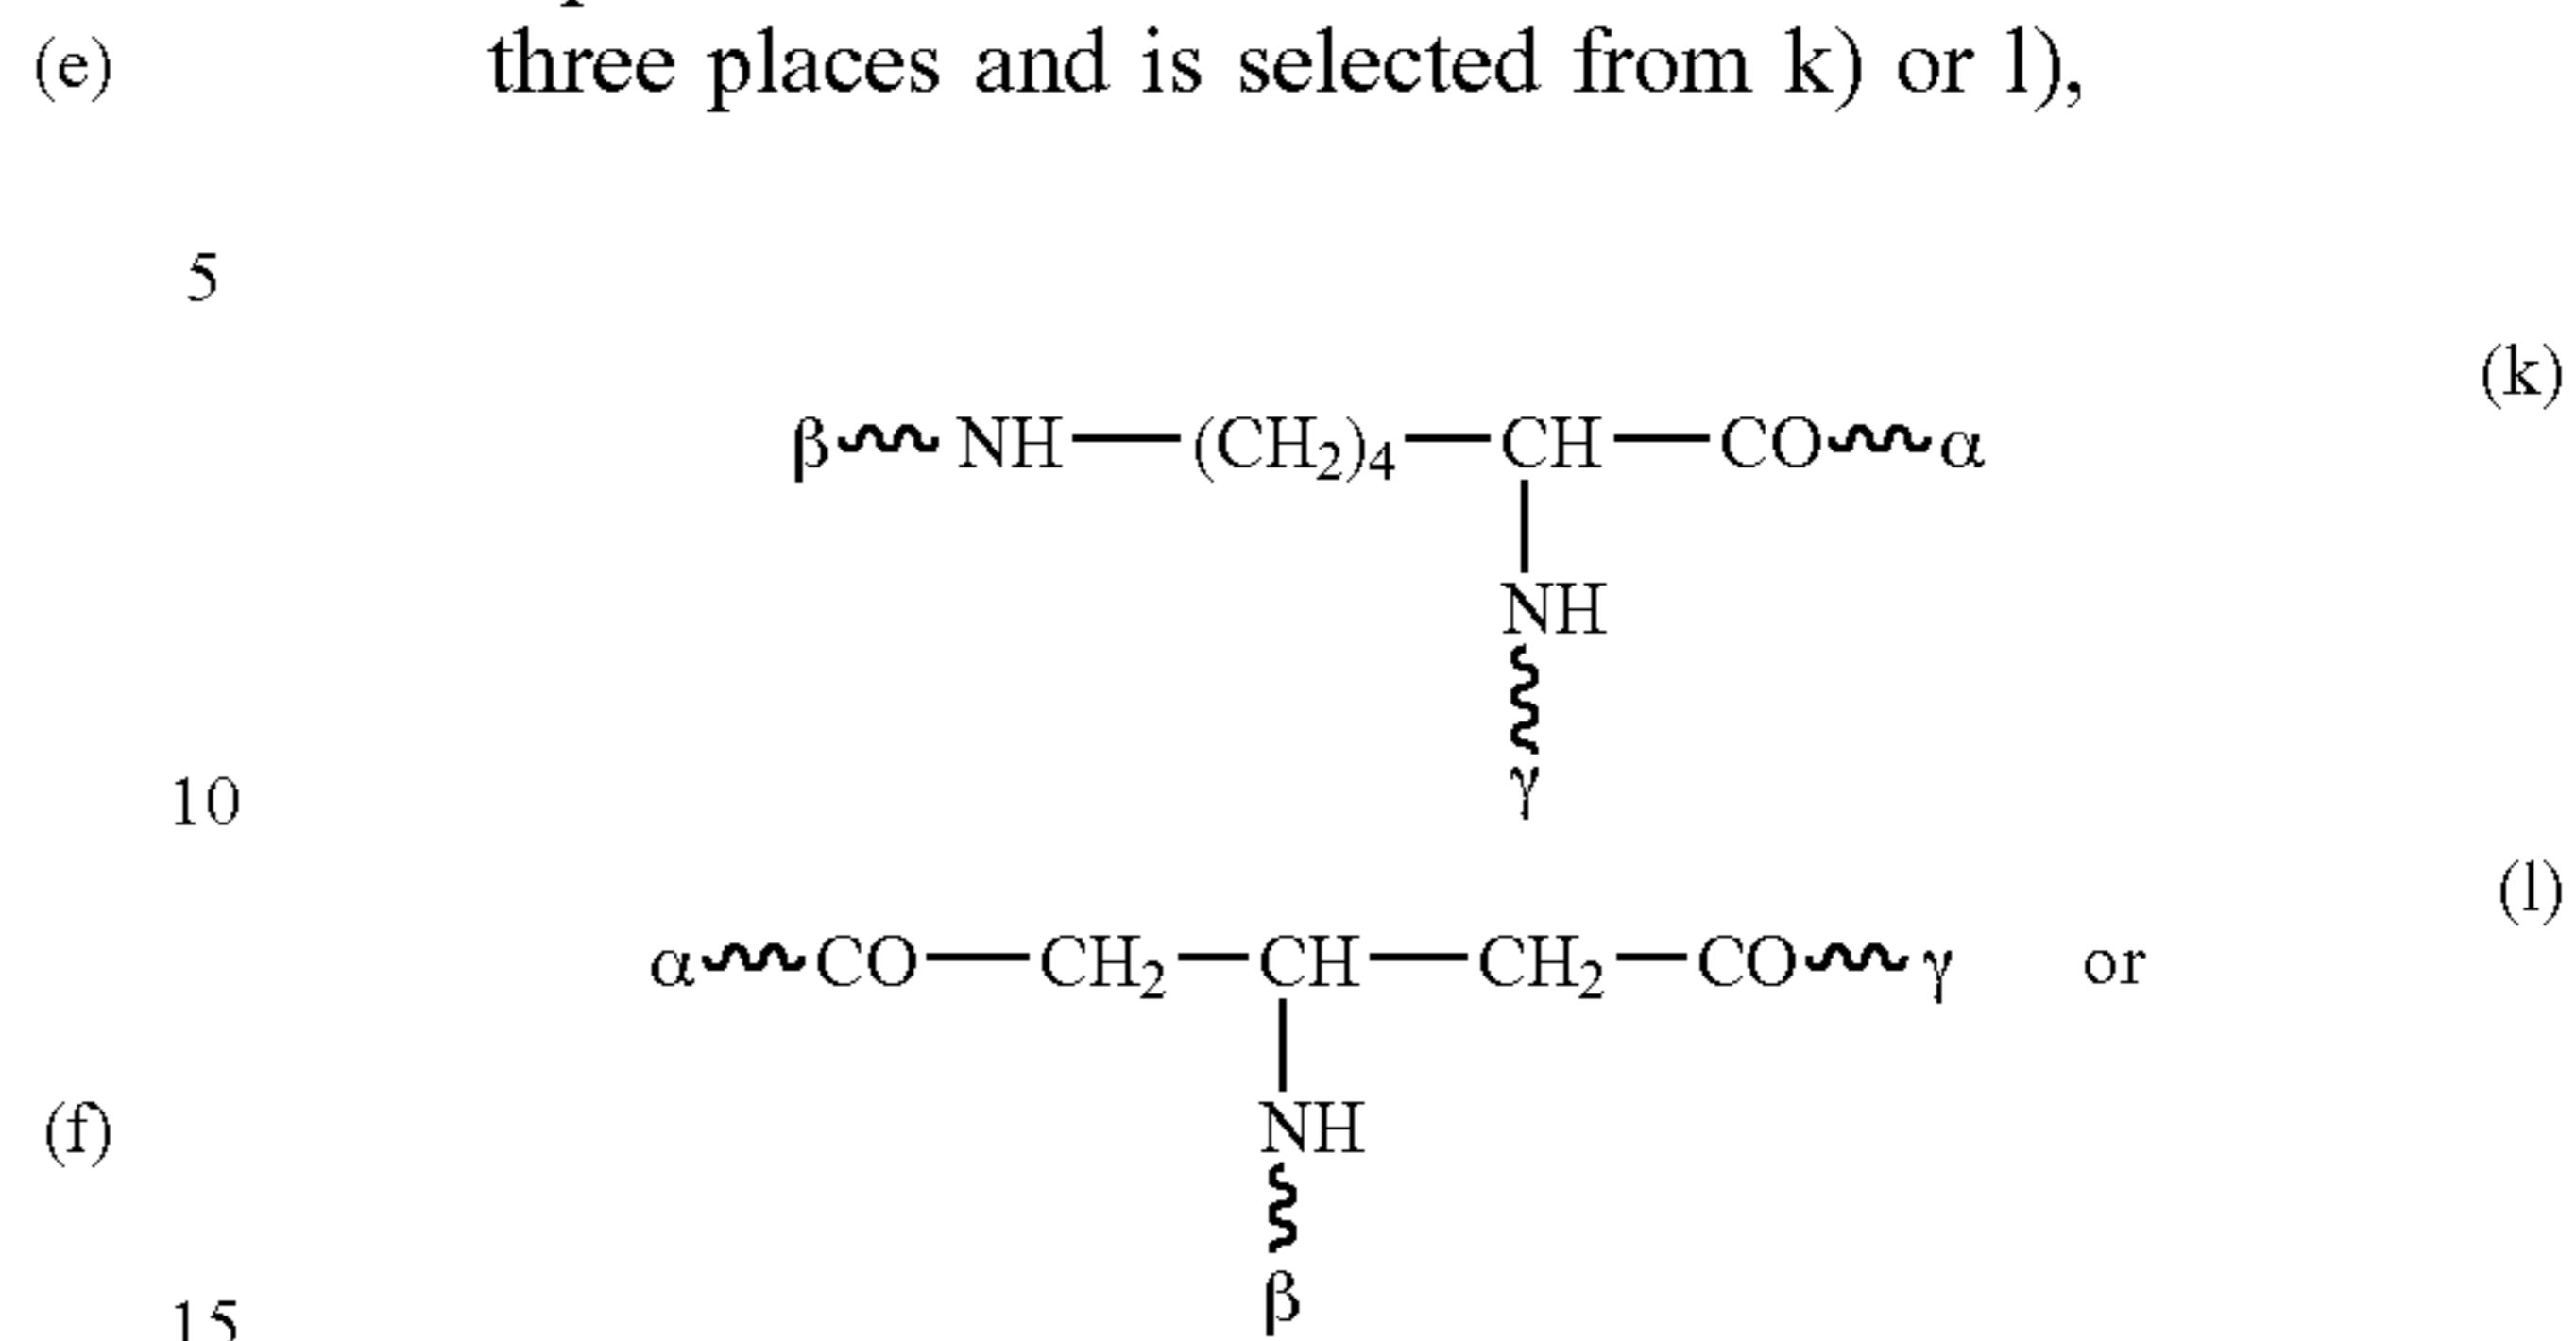 (e) three places and is selected from k) or l),
5
(k)
β NH—(CH₂)₄—CH—CO α
NH
γ
10
(l)
α CO—CH₂—CH—CH₂—CO γ or
(f)
NH
β
15